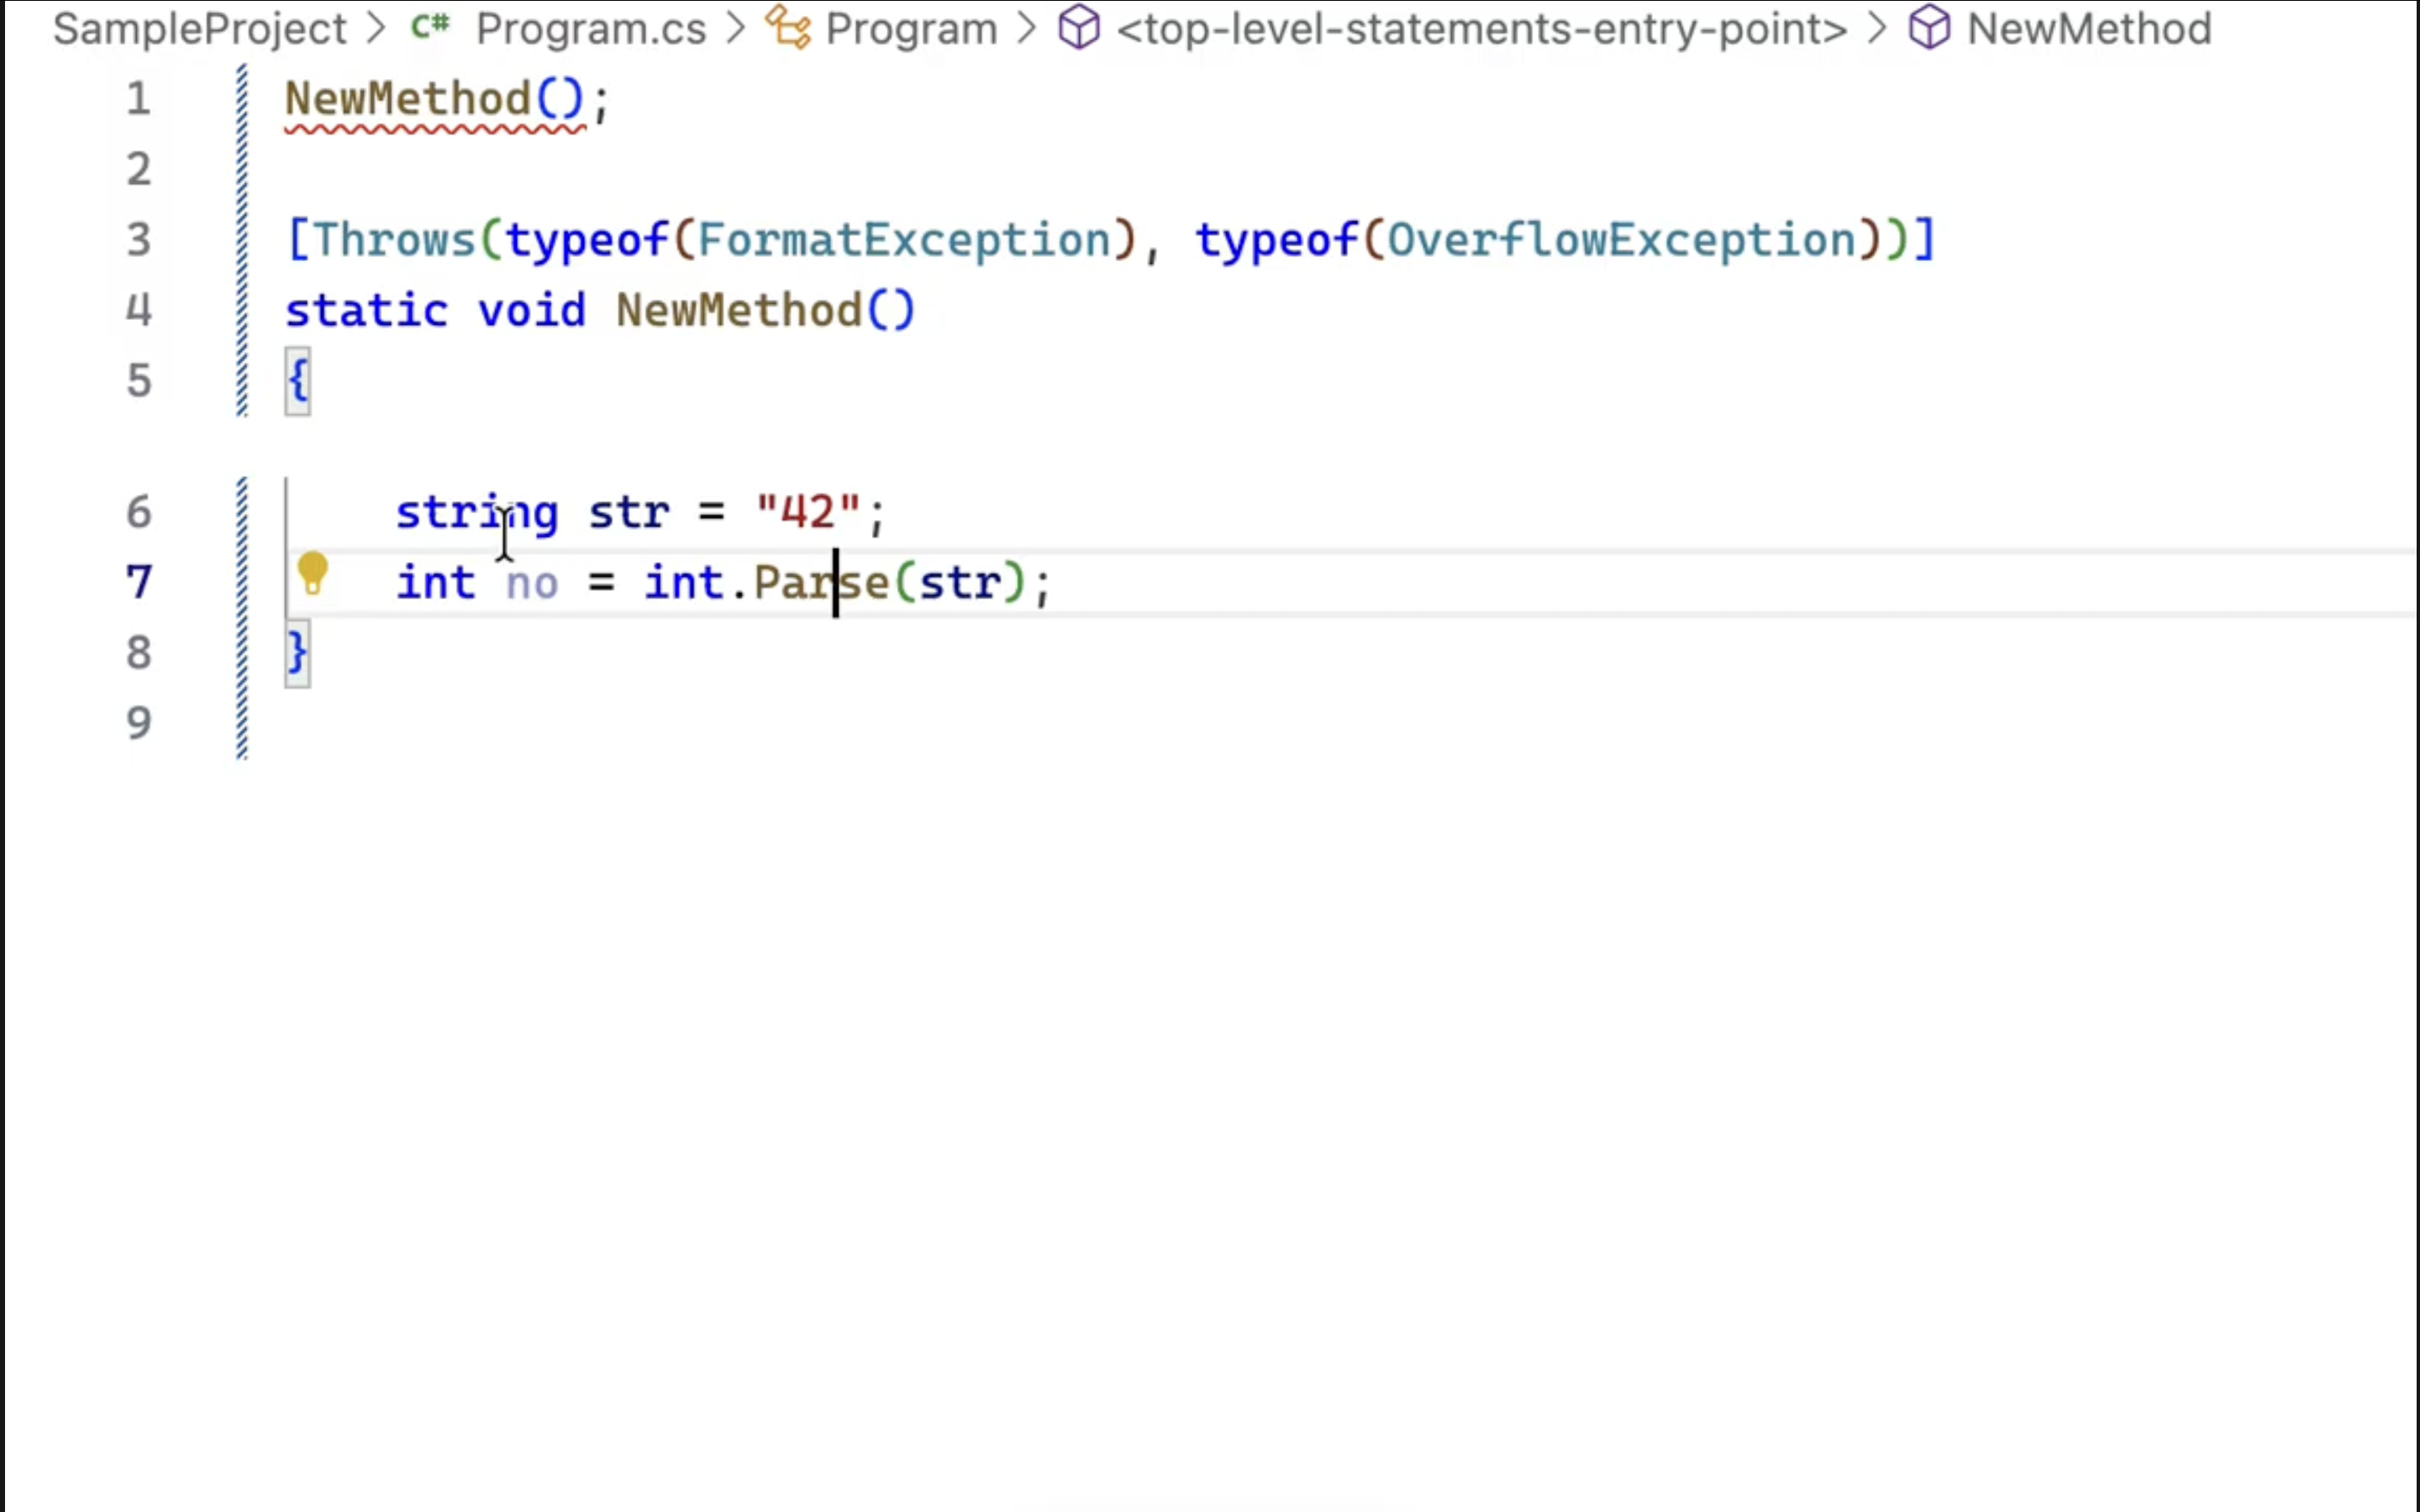 SampleProject > C# Program.cs > Program > <top-level-statements-entry-point> > NewMethod
1 NewMethod();
2
3 [Throws(typeof(FormatException), typeof(OverflowException))]
4 static void NewMethod()
5 {
6 string str = "42";
7 int no = int.Parse(str);
8 }
9